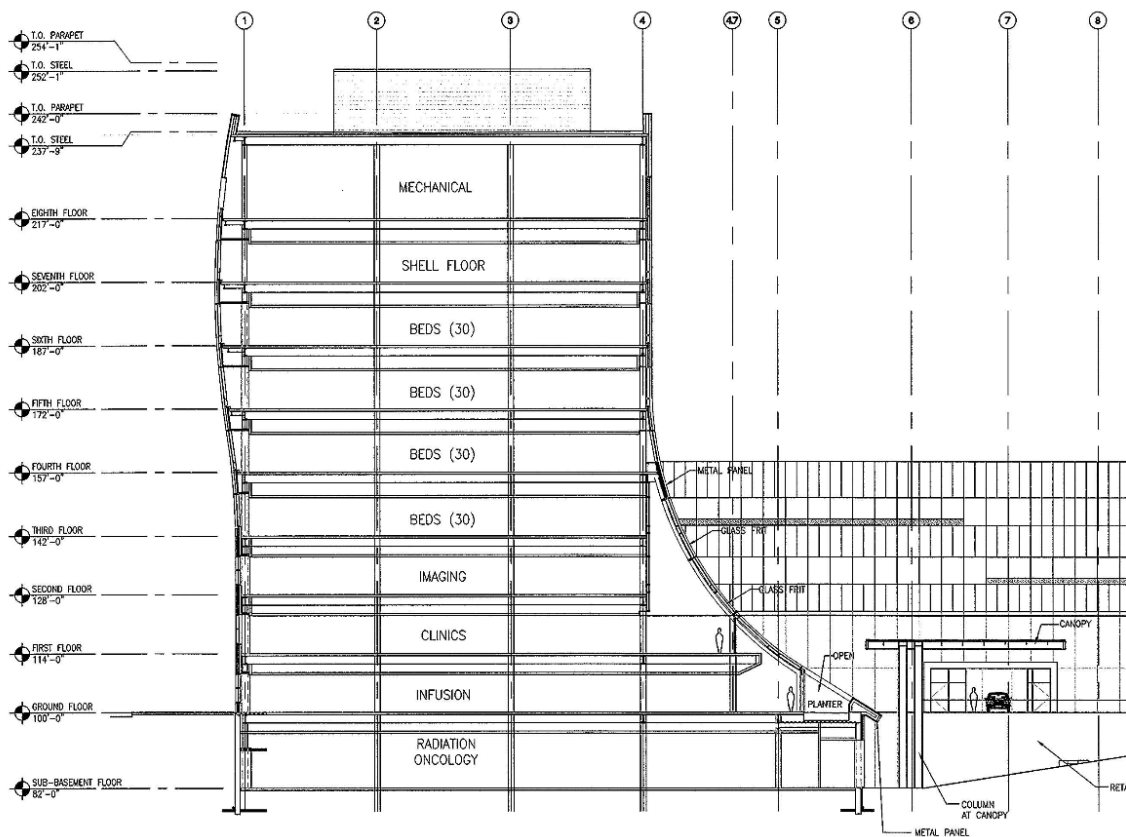 1 2 3 4 4.7 5 6 7 8
T.O. PARAPET
254'-1"
T.O. STEEL
252'-1"
T.O. PARAPET
242'-0"
T.O. STEEL
237'-9"
MECHANICAL
EIGHTH FLOOR
217'-0"
SHELL FLOOR
SEVENTH FLOOR
202'-0"
BEDS (30)
SIXTH FLOOR
187'-0"
BEDS (30)
FIFTH FLOOR
172'-0"
BEDS (30)
FOURTH FLOOR
157'-0"
METAL PANEL
BEDS (30)
THIRD FLOOR
142'-0"
GLASS FRIT
IMAGING
SECOND FLOOR
128'-0"
GLASS FRIT
CLINICS
CANOPY
FIRST FLOOR
114'-0"
OPEN
INFUSION
PLANTER
GROUND FLOOR
100'-0"
RADIATION
ONCOLOGY
SUB-BASEMENT FLOOR
82'-0"
RETA
COLUMN
AT CANOPY
METAL PANEL